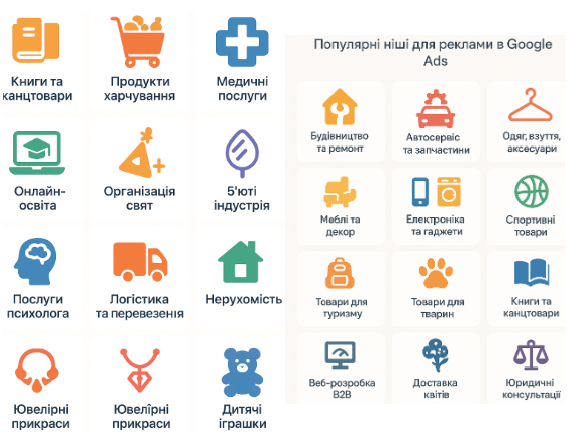 Книги та
канцтовари
Продукти
харчування
Медичні
послуги
Онлайн-
освіта
Організація
свят
5'юті
індустрія
Послуги
психолога
Логістика
та перевезення
Нерухомість
Ювелірні
прикраси
Ювелірні
прикраси
Дитячі
іграшки
Популярні ніші для реклами в Google
Ads
Будівництво
та ремонт
Автосервіс
та запчастини
Одяг, взуття,
аксесуари
Меблі та
декор
Електроніка
та гаджети
Спортивні
товари
Товари для
туризму
Товари для
тварин
Книги та
канцтовари
Веб-розробка
B2B
Доставка
квітів
Юридичні
консультації